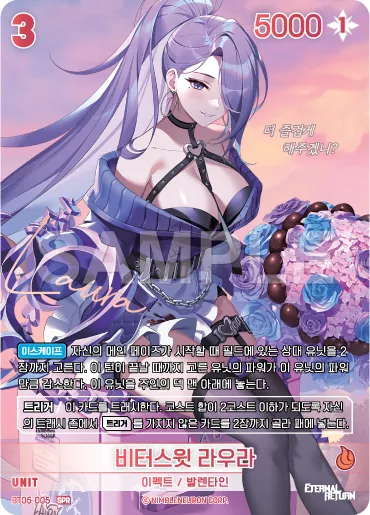 3
5000 1
더 즐겁게
해주겠니?
SAMPLE
Laura
이스케이프 자신의 메인 페이즈가 시작할 때 필드에 있는 상대 유닛을 2
장까지 고른다. 이 턴이 끝날 때까지 고른 유닛의 파워가 이 유닛의 파워
만큼 감소한다. 이 유닛을 주인의 덱 맨 아래에 놓는다.
트리거 이 카드를 트래시한다. 코스트 합이 2코스트 이하가 되도록 자신
의 트래시 존에서 트리거 를 가지지 않은 카드를 2장까지 골라 패에 넣는다.
비터스윗 라우라
UNIT 이펙트 / 발렌타인
BT05-005 SPR ©NIMBLENEURON CORP. ETERNAL RETURN